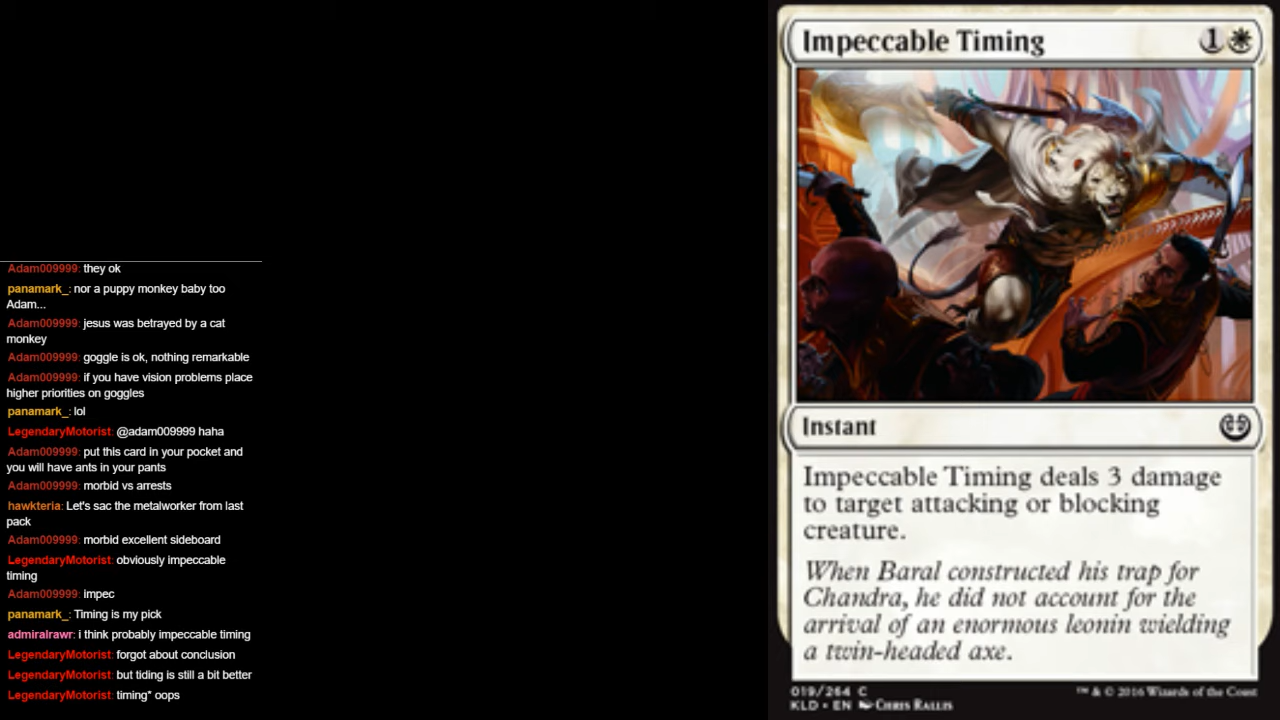 Adam009999: they ok
panamark_: nor a puppy monkey baby too
Adam...
Adam009999: jesus was betrayed by a cat
monkey
Adam009999: goggle is ok, nothing remarkable
Adam009999: if you have vision problems place
higher priorities on goggles
panamark_: lol
LegendaryMotorist: @adam009999 haha
Adam009999: put this card in your pocket and
you will have ants in your pants
Adam009999: morbid vs arrests
hawkteria: Let's sac the metalworker from last
pack
Adam009999: morbid excellent sideboard
LegendaryMotorist: obviously impeccable
timing
Adam009999: impec
panamark_: Timing is my pick
admiralrawr: i think probably impeccable timing
LegendaryMotorist: forgot about conclusion
LegendaryMotorist: but tiding is still a bit better
LegendaryMotorist: timing* oops
Impeccable Timing 1
Instant
Impeccable Timing deals 3 damage
to target attacking or blocking
creature.
When Baral constructed his trap for
Chandra, he did not account for the
arrival of an enormous leonin wielding
a twin-headed axe.
019/264 C
KLD • EN Chris Rallis
™ & © 2016 Wizards of the Coast